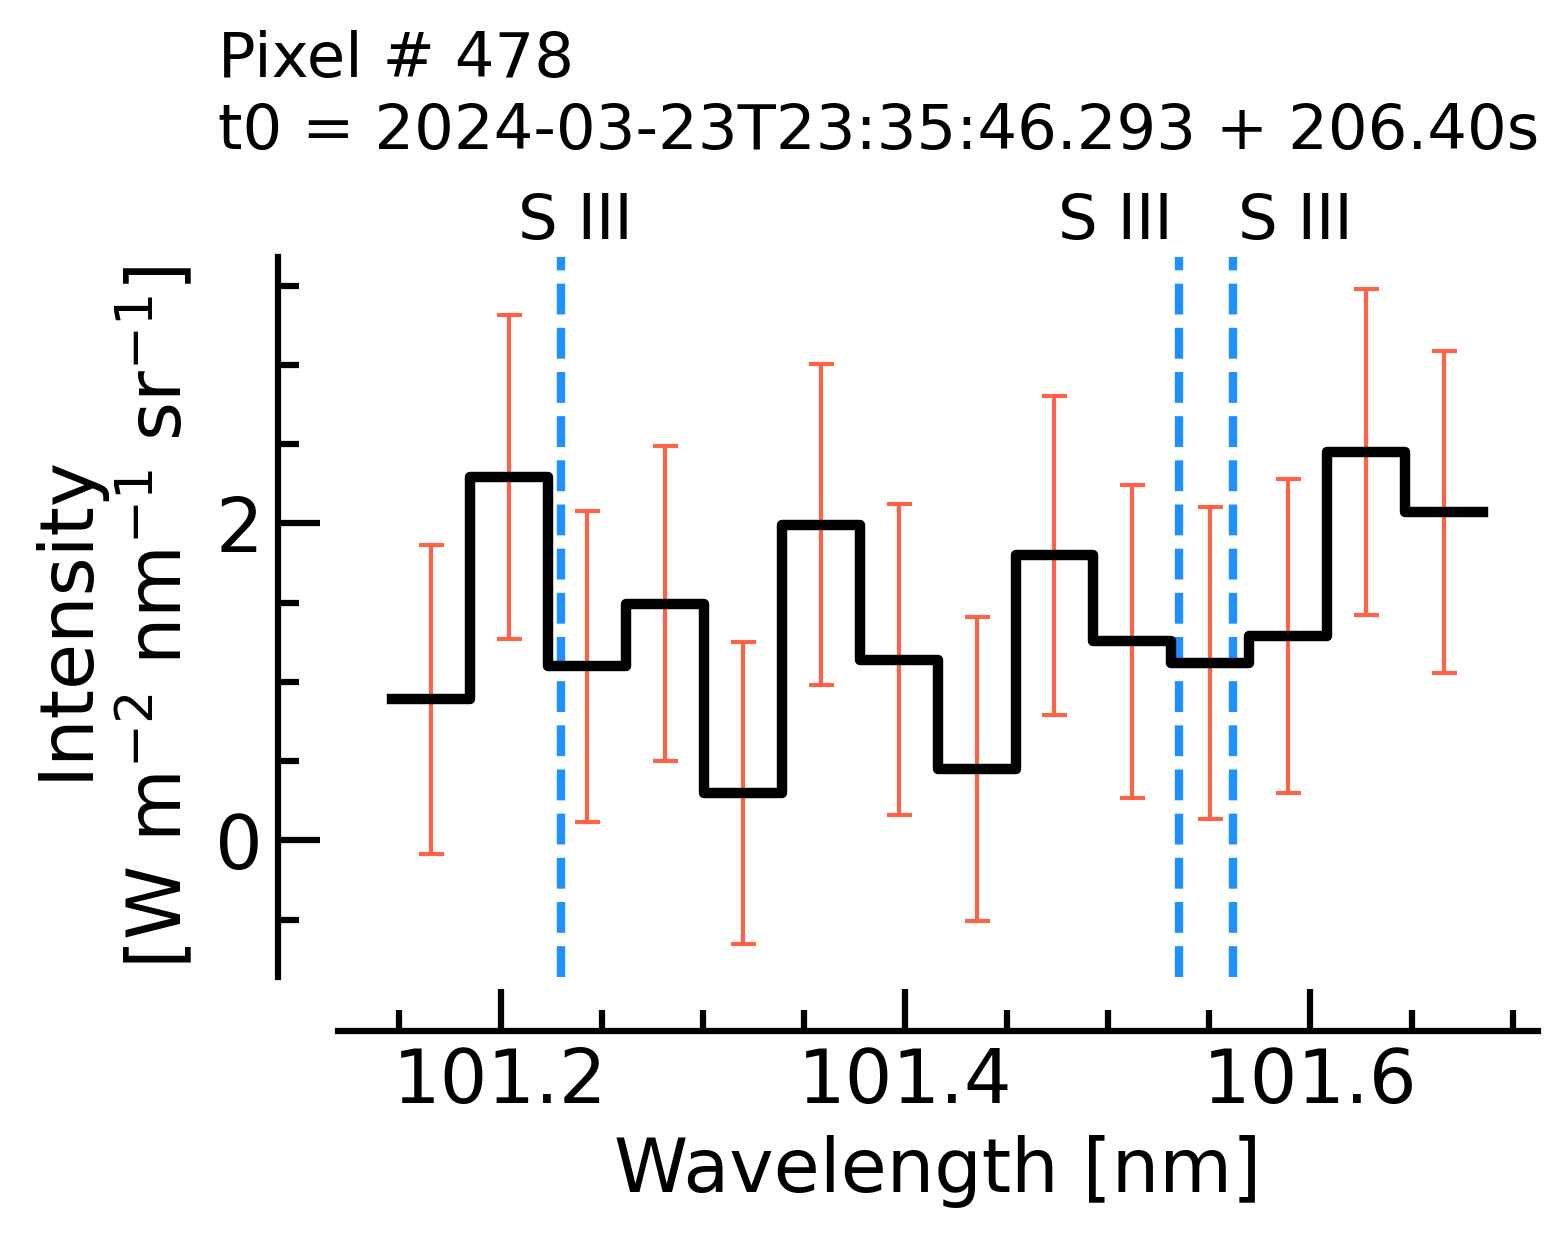 Pixel # 478
t0 = 2024-03-23T23:35:46.293 + 206.40s
S III S III S III
Intensity
[W m⁻² nm⁻¹ sr⁻¹]
2
0
101.2 101.4 101.6
Wavelength [nm]